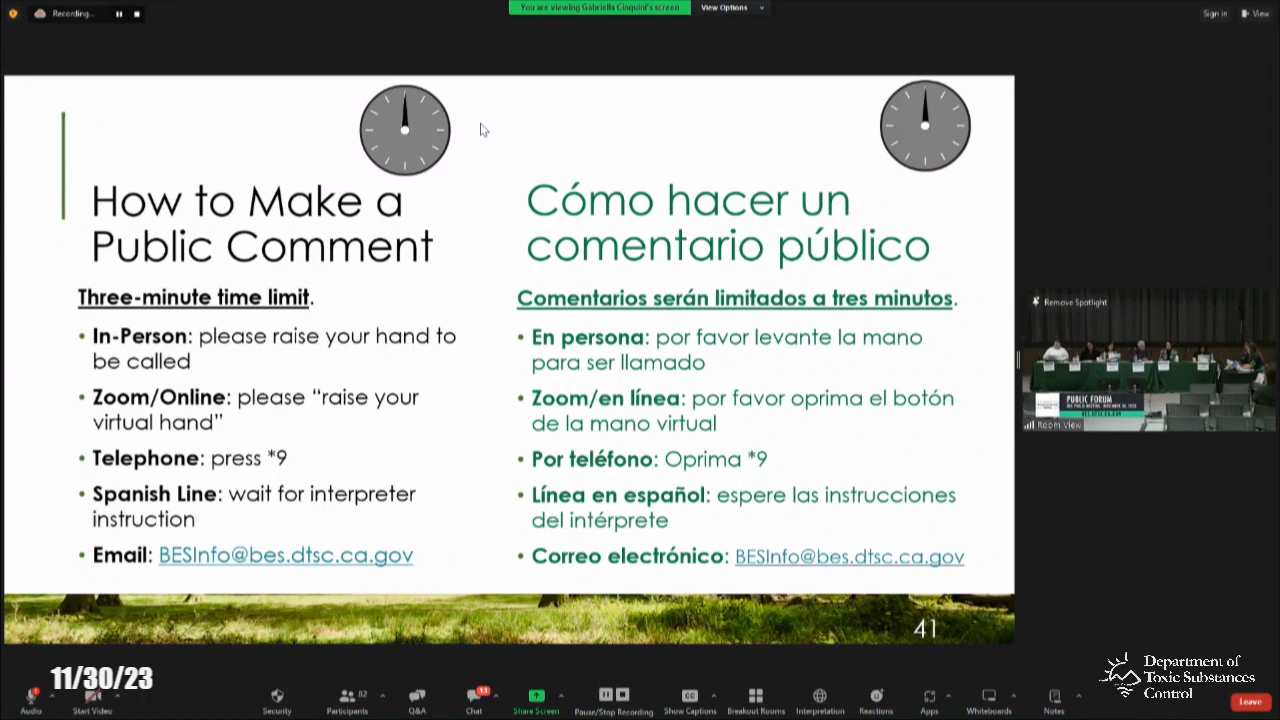 Recording...
You are viewing Gabriella Cinquini's screen
View Options
Sign in
View
How to Make a
Public Comment
Three-minute time limit.
• In-Person: please raise your hand to
be called
• Zoom/Online: please “raise your
virtual hand”
• Telephone: press *9
• Spanish Line: wait for interpreter
instruction
• Email: BESInfo@bes.dtsc.ca.gov
Cómo hacer un
comentario público
Comentarios serán limitados a tres minutos.
• En persona: por favor levante la mano
para ser llamado
• Zoom/en línea: por favor oprima el botón
de la mano virtual
• Por teléfono: Oprima *9
• Línea en español: espere las instrucciones
del intérprete
• Correo electrónico: BESInfo@bes.dtsc.ca.gov
41
Remove Spotlight
PUBLIC FORUM
BES.DTSC.CA.GOV
Room View
11/30/23
Department of
Toxic Substances
Control
Audio
Start Video
Security
82
Participants
Q&A
Chat
Share Screen
Pause/Stop Recording
CC
Show Captions
Breakout Rooms
Interpretation
Reactions
Apps
Whiteboards
Notes
Leave